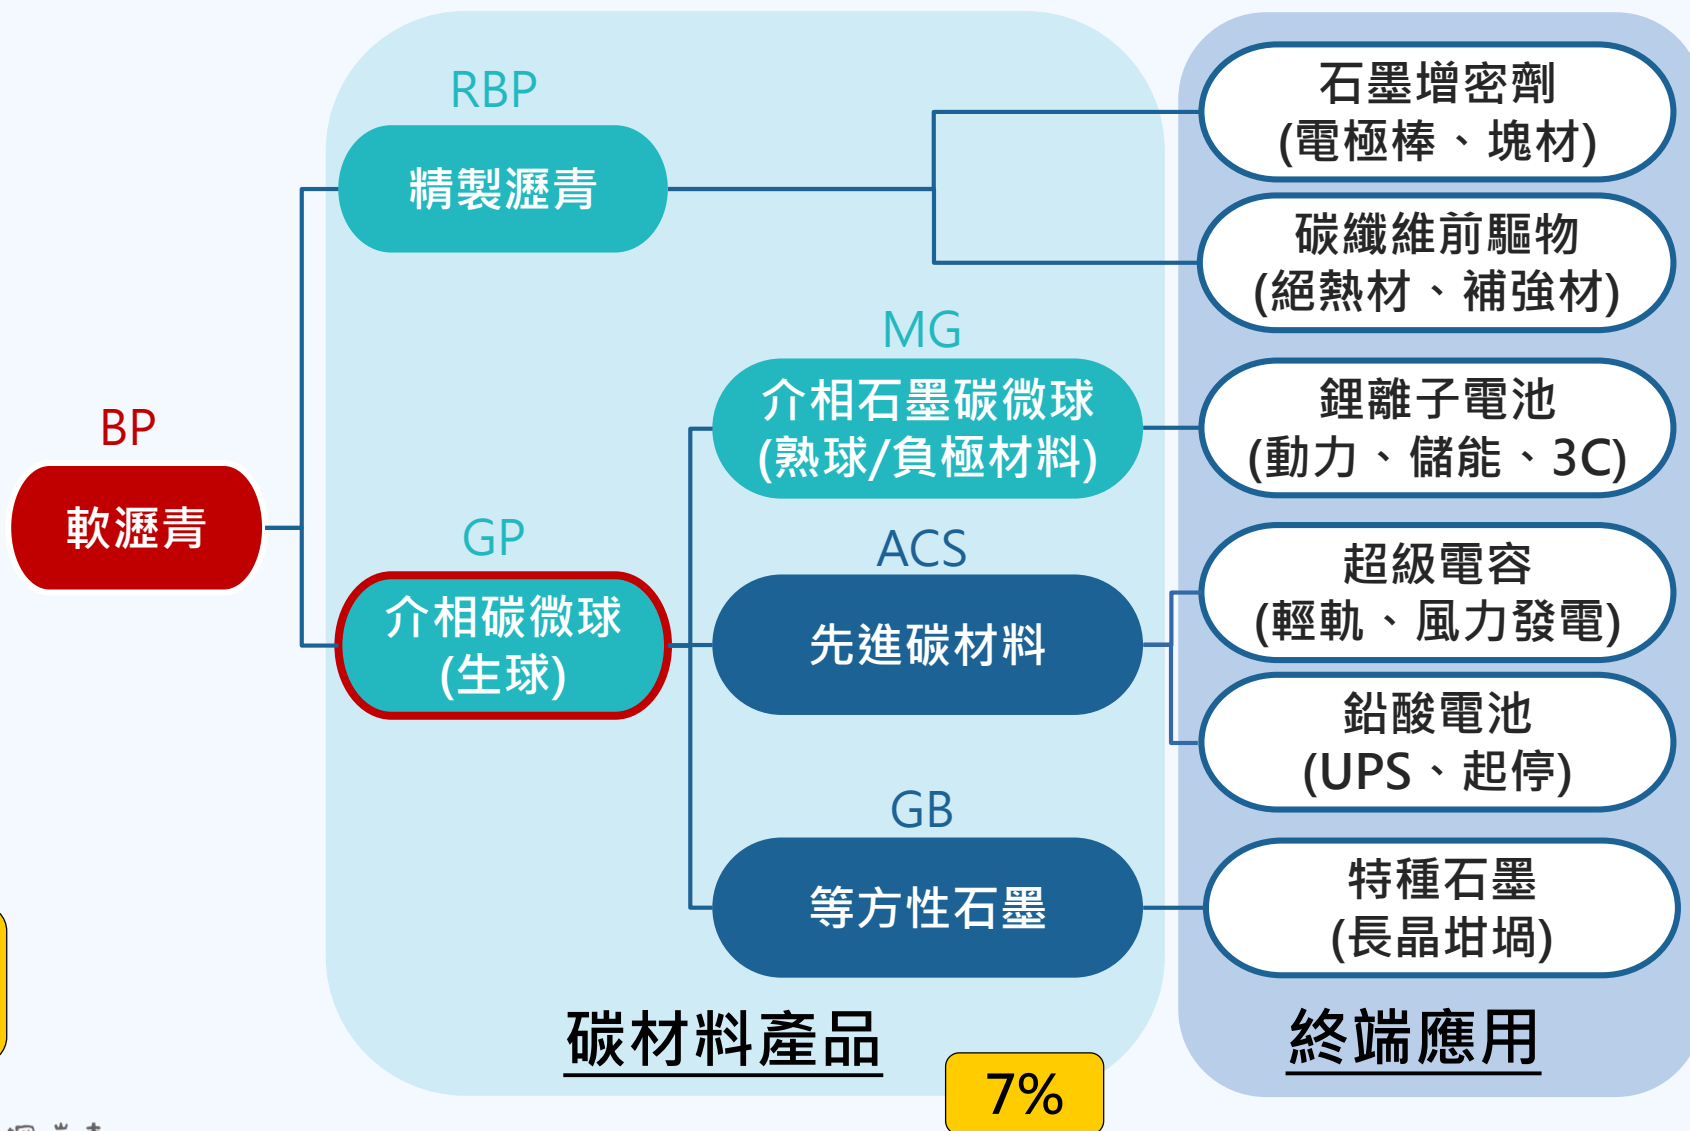 RBP
精製瀝青
石墨增密劑
(電極棒、塊材)
碳纖維前驅物
(絕熱材、補強材)
BP
軟瀝青
MG
介相石墨碳微球
(熟球/負極材料)
鋰離子電池
(動力、儲能、3C)
GP
介相碳微球
(生球)
ACS
先進碳材料
超級電容
(輕軌、風力發電)
鉛酸電池
(UPS、起停)
GB
等方性石墨
特種石墨
(長晶坩堝)
碳材料產品
終端應用
7%